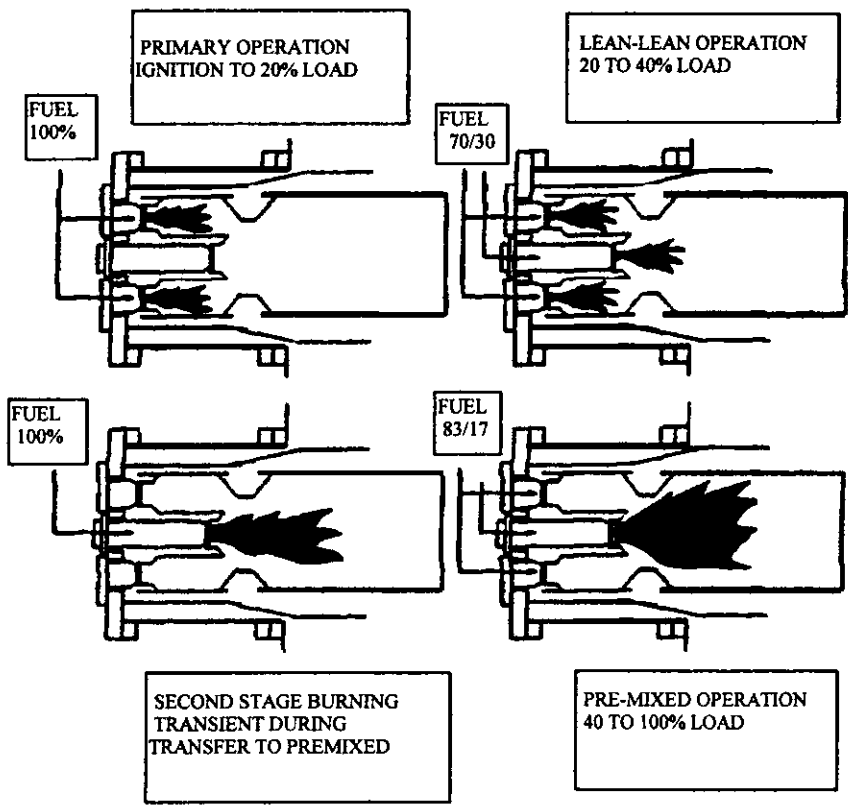 PRIMARY OPERATION
IGNITION TO 20% LOAD
LEAN-LEAN OPERATION
20 TO 40% LOAD
FUEL
100%
FUEL
70/30
FUEL
100%
FUEL
83/17
SECOND STAGE BURNING
TRANSIENT DURING
TRANSFER TO PREMIXED
PRE-MIXED OPERATION
40 TO 100% LOAD